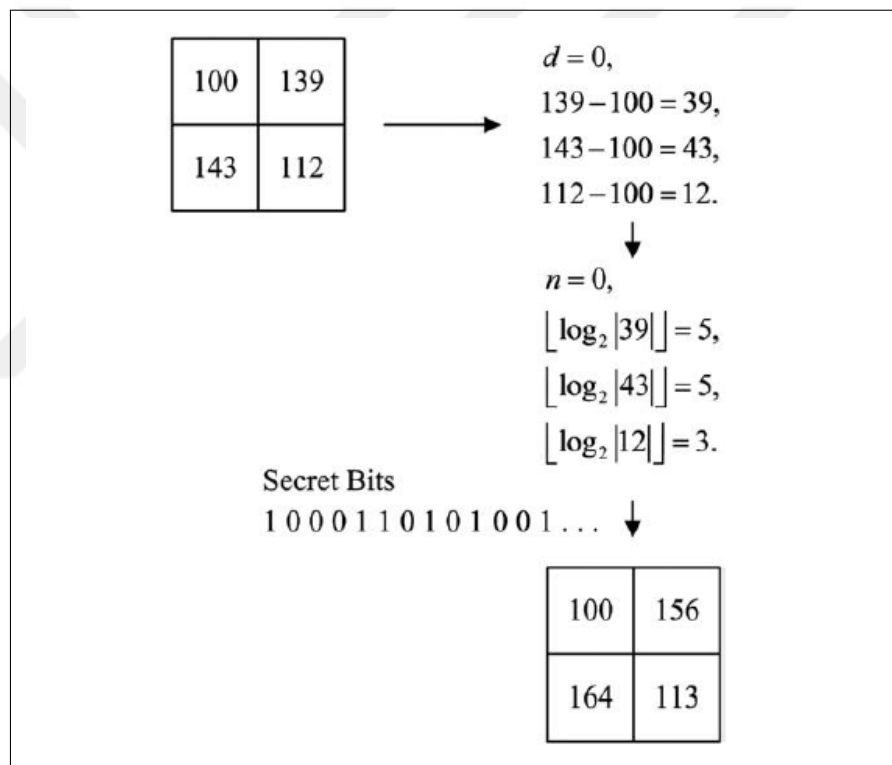 100 139
143 112
d = 0,
139 – 100 = 39,
143 – 100 = 43,
112 – 100 = 12.
n = 0,
⌊log₂|39|⌋ = 5,
⌊log₂|43|⌋ = 5,
⌊log₂|12|⌋ = 3.
Secret Bits
1 0 0 0 1 1 0 1 0 1 0 0 1 . . .
100 156
164 113